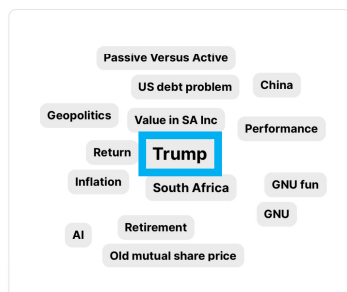 Passive Versus Active
US debt problem
China
Geopolitics
Value in SA Inc
Performance
Return
Trump
Inflation
South Africa
GNU fun
GNU
AI
Retirement
Old mutual share price